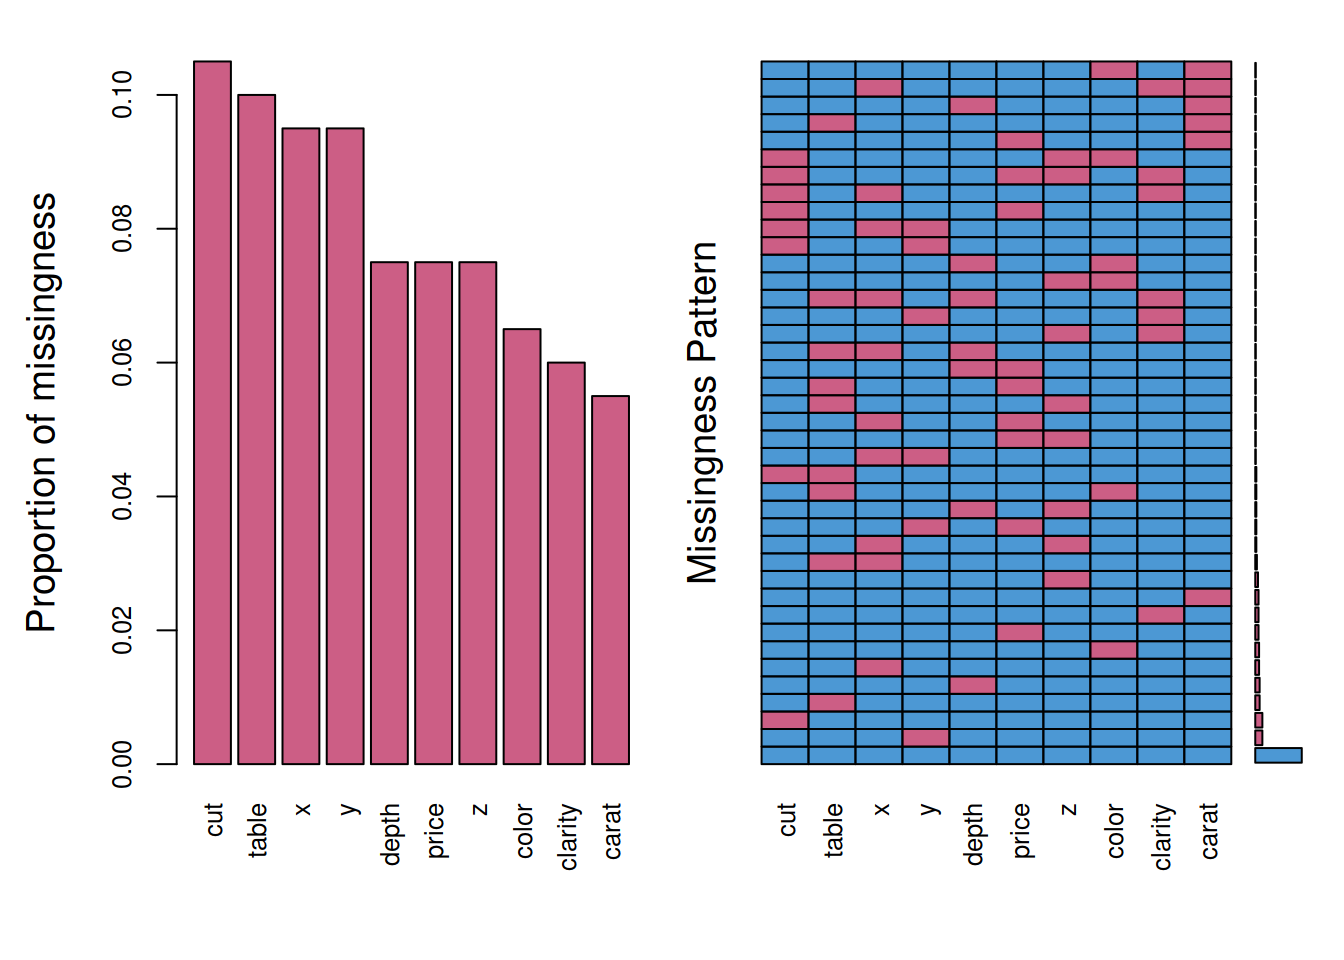 Proportion of missingness
0.10
0.08
0.06
0.04
0.02
0.00
cut
table
x
y
depth
price
z
color
clarity
carat
Missingness Pattern
cut
table
x
y
depth
price
z
color
clarity
carat